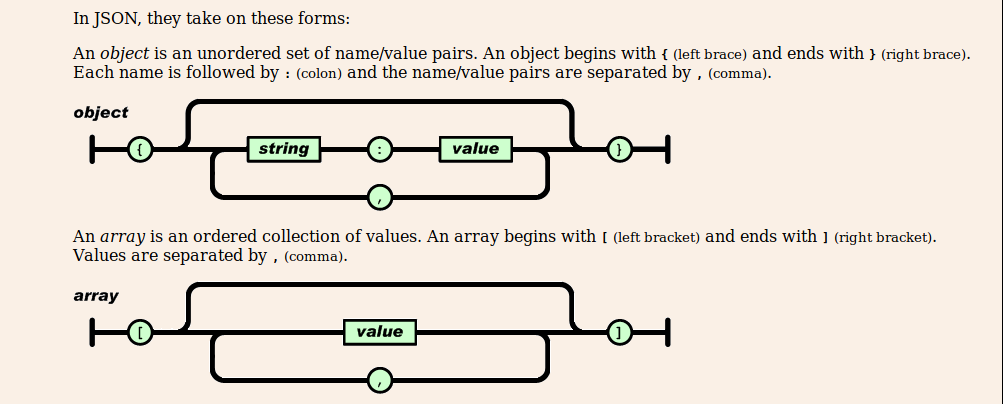 In JSON, they take on these forms:
An object is an unordered set of name/value pairs. An object begins with { (left brace) and ends with } (right brace).
Each name is followed by : (colon) and the name/value pairs are separated by , (comma).
object
{ string : value }
,
An array is an ordered collection of values. An array begins with [ (left bracket) and ends with ] (right bracket).
Values are separated by , (comma).
array
[ value ]
,